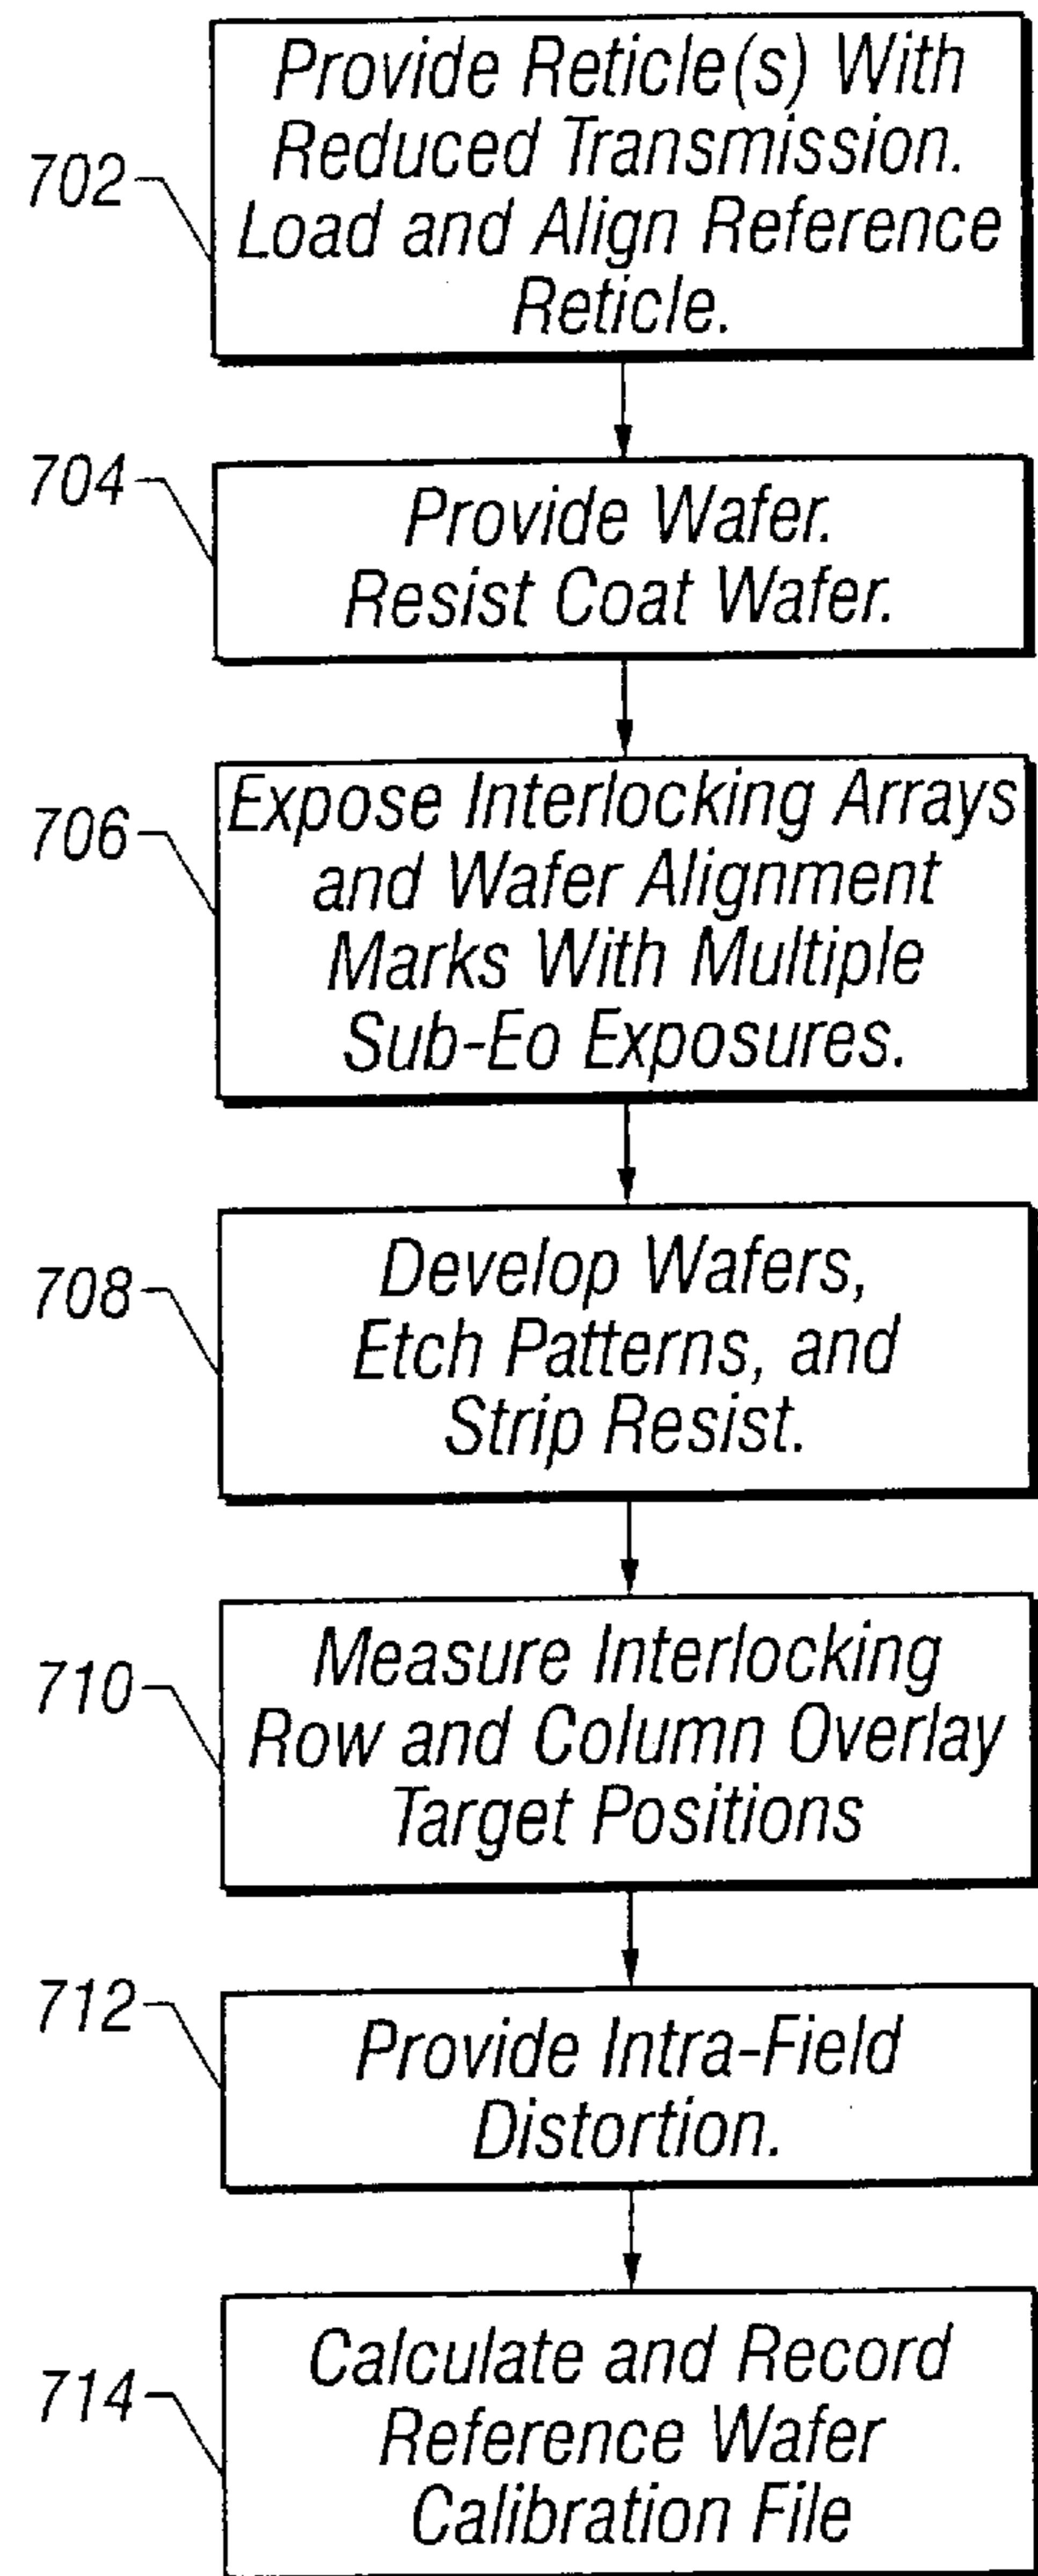 702
Provide Reticle(s) With
Reduced Transmission.
Load and Align Reference
Reticle.
704
Provide Wafer.
Resist Coat Wafer.
706
Expose Interlocking Arrays
and Wafer Alignment
Marks With Multiple
Sub-Eo Exposures.
708
Develop Wafers,
Etch Patterns, and
Strip Resist.
710
Measure Interlocking
Row and Column Overlay
Target Positions
712
Provide Intra-Field
Distortion.
714
Calculate and Record
Reference Wafer
Calibration File